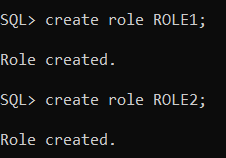 SQL> create role ROLE1;
Role created.
SQL> create role ROLE2;
Role created.